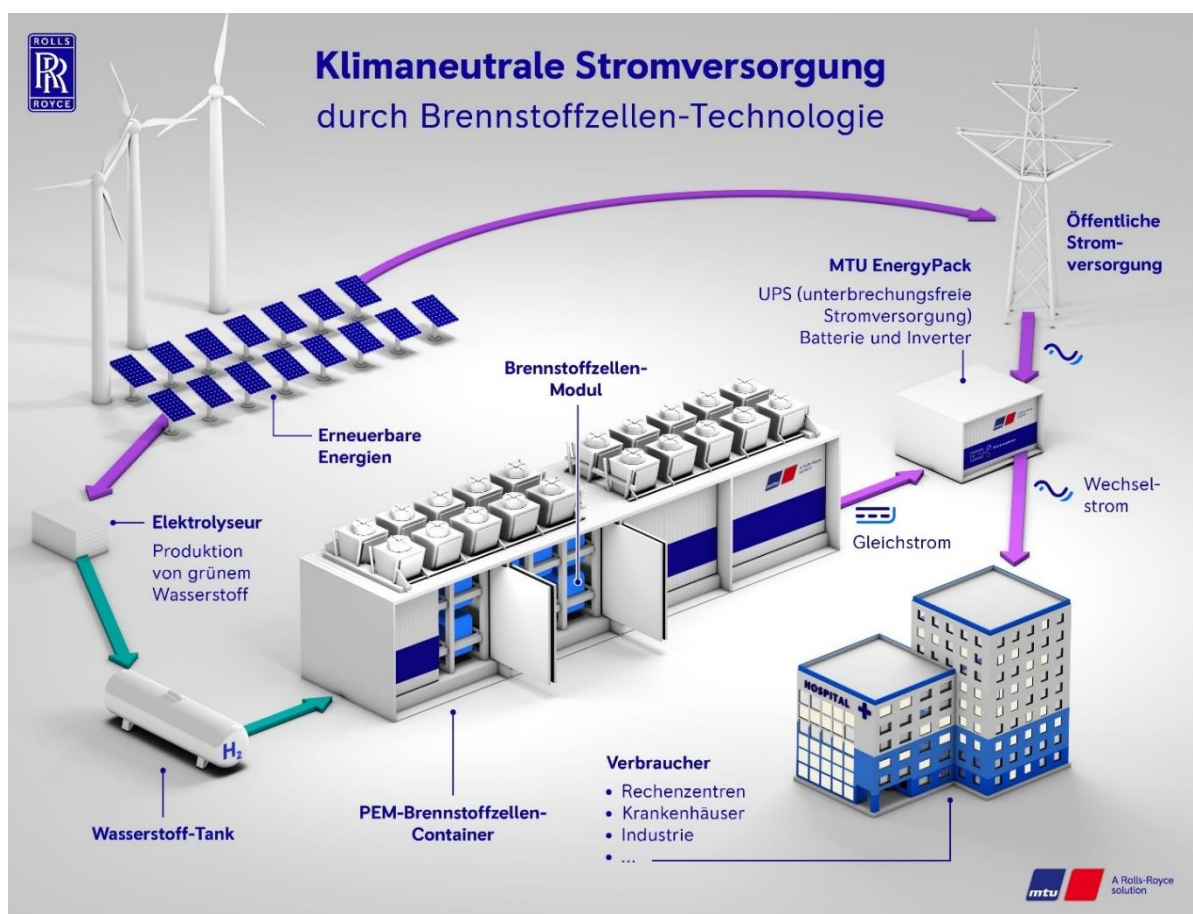 ROLLS
RR
ROYCE
Klimaneutrale Stromversorgung
durch Brennstoffzellen-Technologie
Öffentliche
Strom-
versorgung
MTU EnergyPack
UPS (unterbrechungsfreie
Stromversorgung)
Batterie und Inverter
Brennstoffzellen-
Modul
Erneuerbare
Energien
mtu
Wechsel-
strom
Elektrolyseur
Produktion
von grünem
Wasserstoff
Gleichstrom
HOSPITAL
H₂
Verbraucher
• Rechenzentren
• Krankenhäuser
• Industrie
• ...
PEM-Brennstoffzellen-
Container
Wasserstoff-Tank
mtu
A Rolls-Royce
solution